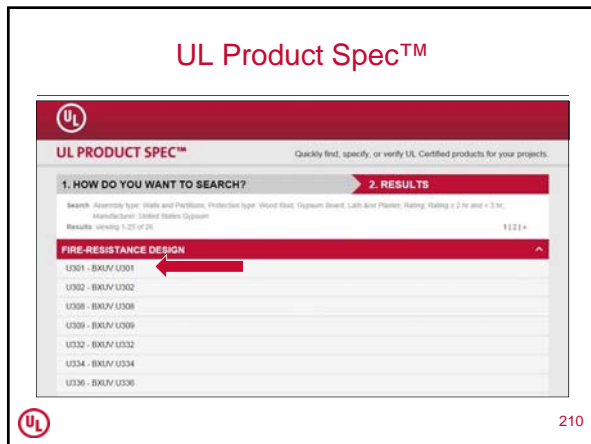 UL Product Spec™
UL
UL PRODUCT SPEC™ Quickly find, specify, or verify UL Certified products for your projects.
1. HOW DO YOU WANT TO SEARCH? 2. RESULTS
Search Assembly type: Walls and Partitions; Protection type: Wood Stud, Gypsum Board, Lath &/or Plaster; Rating: Rating ≥ 2 hr and < 3 hr;
Manufacturer: United States Gypsum
Results viewing 1-25 of 26 1 | 2 | »
FIRE-RESISTANCE DESIGN
U301 - BXUV.U301
U302 - BXUV.U302
U308 - BXUV.U308
U309 - BXUV.U309
U332 - BXUV.U332
U334 - BXUV.U334
U336 - BXUV.U336
UL 210